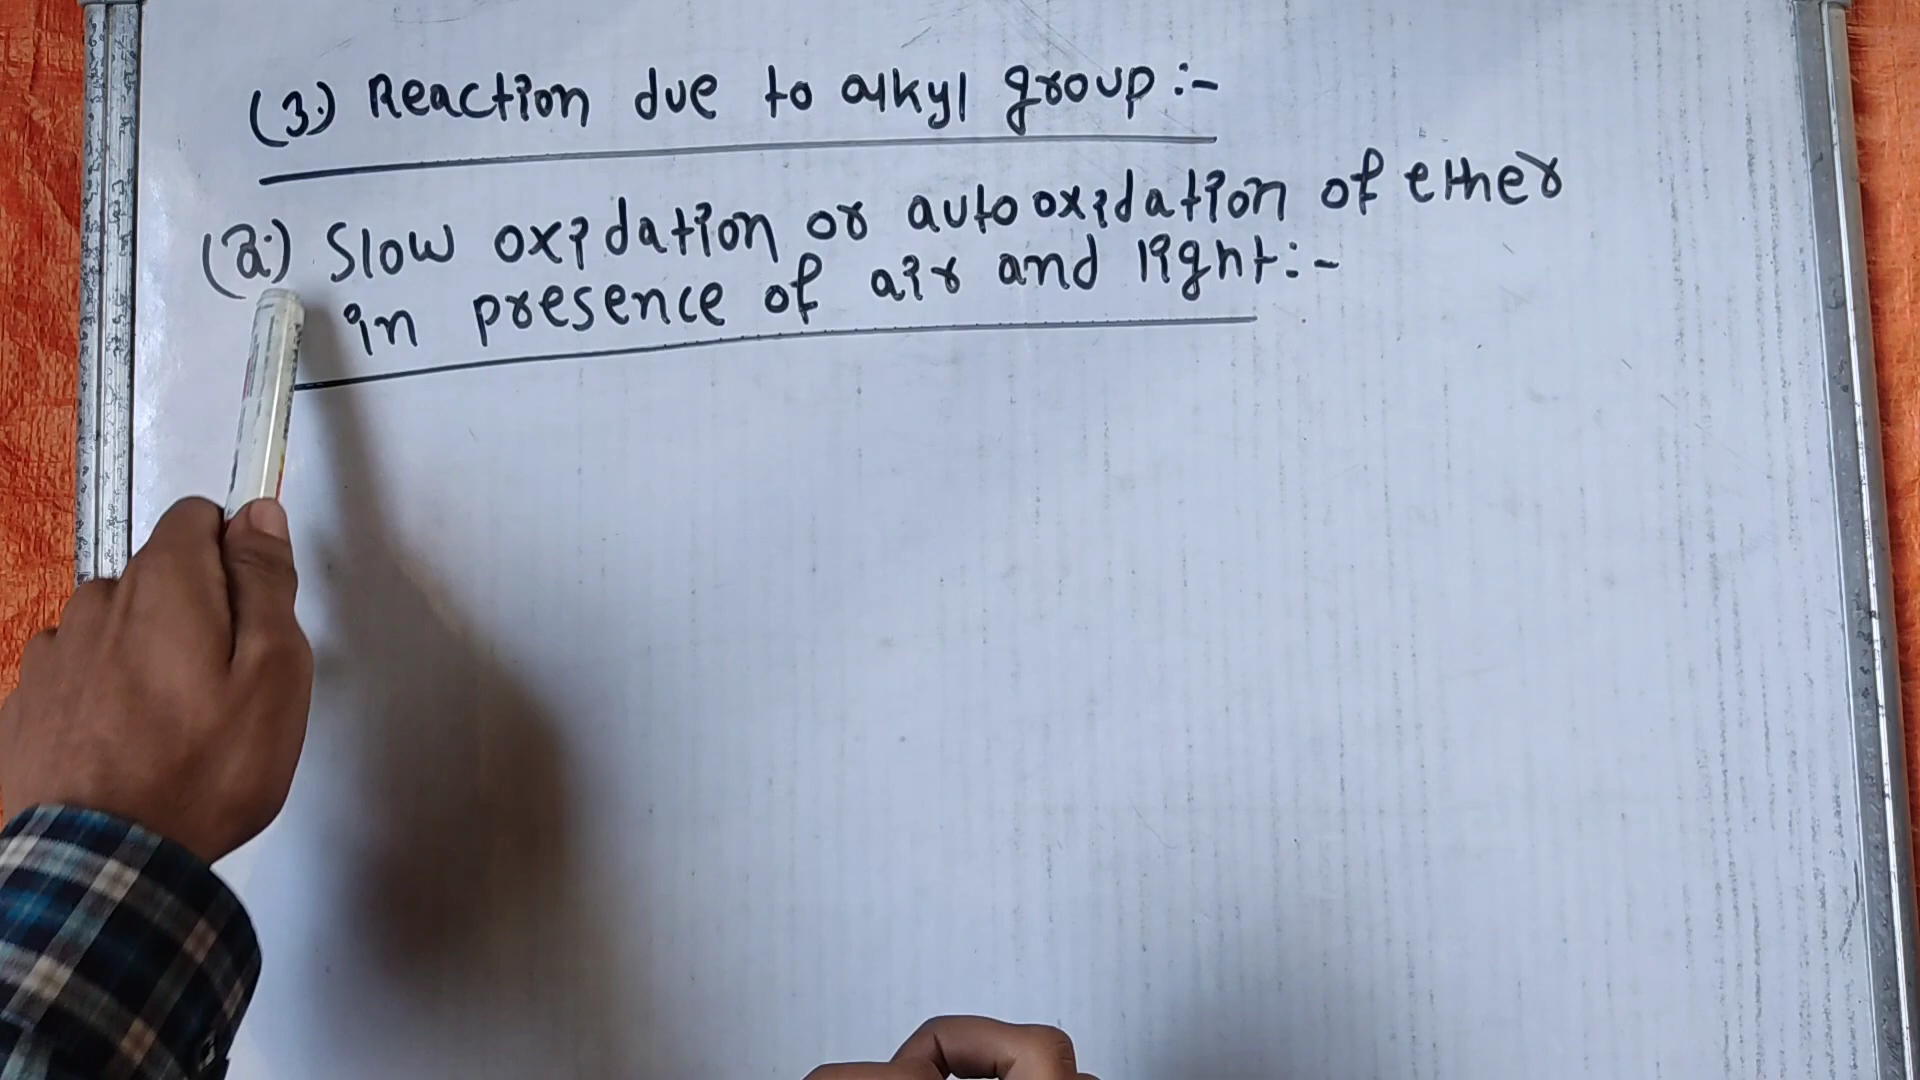 (3.) Reaction due to alkyl group:-
(a.) Slow oxidation or autooxidation of ether
in presence of air and light:-